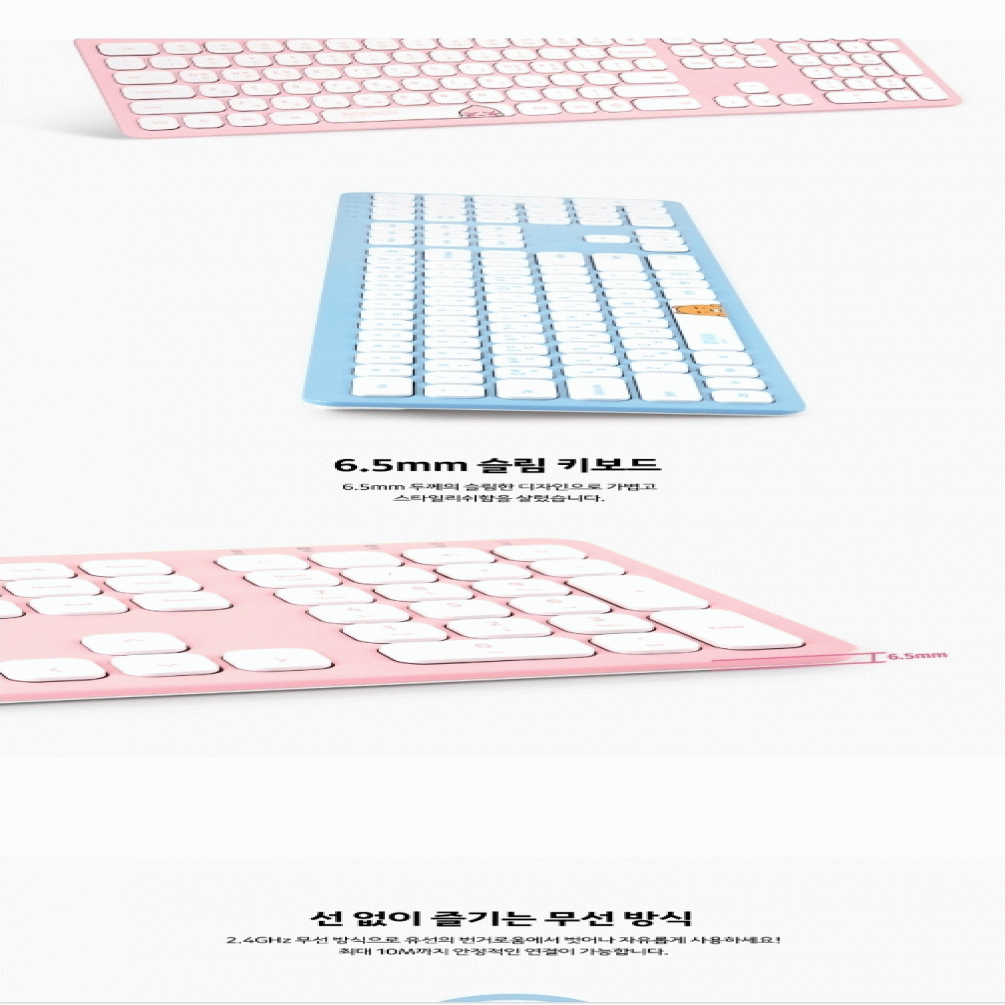 6.5mm 슬림 키보드
6.5mm 두께의 슬림한 디자인으로 가볍고
스타일리쉬함을 살렸습니다.
6.5mm
선 없이 즐기는 무선 방식
2.4GHz 무선 방식으로 유선의 번거로움에서 벗어나 자유롭게 사용하세요!
최대 10M까지 안정적인 연결이 가능합니다.